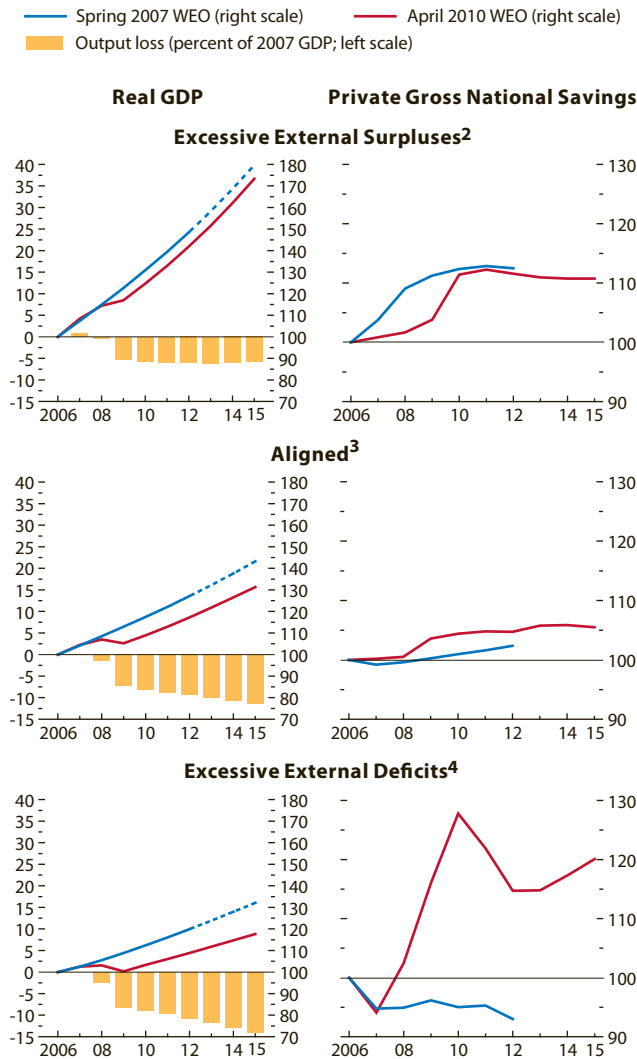 Spring 2007 WEO (right scale) April 2010 WEO (right scale)
Output loss (percent of 2007 GDP; left scale)
Real GDP Private Gross National Savings
Excessive External Surpluses2
40 180 130
35 170
30 160
25 150 120
20 140
15 130
10 120 110
5 110
0 100 100
-5 90
-10 80
-15 70 90
2006 08 10 12 14 15 2006 08 10 12 14 15
Aligned3
40 180 130
35 170
30 160
25 150 120
20 140
15 130
10 120 110
5 110
0 100 100
-5 90
-10 80
-15 70 90
2006 08 10 12 14 15 2006 08 10 12 14 15
Excessive External Deficits4
40 180 130
35 170
30 160
25 150 120
20 140
15 130
10 120 110
5 110
0 100 100
-5 90
-10 80
-15 70 90
2006 08 10 12 14 15 2006 08 10 12 14 15